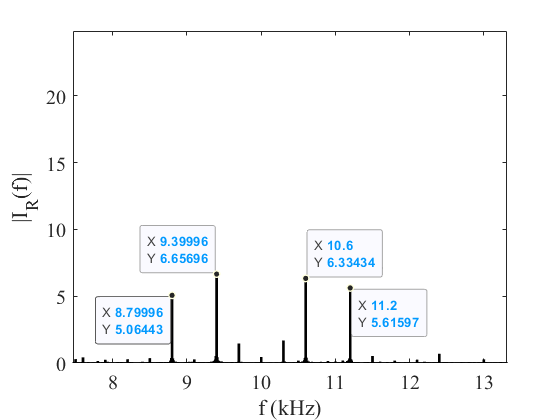 20
15
10
5
0
|I_R(f)|
X 9.39996
Y 6.65696
X 10.6
Y 6.33434
X 8.79996
Y 5.06443
X 11.2
Y 5.61597
8 9 10 11 12 13
f (kHz)